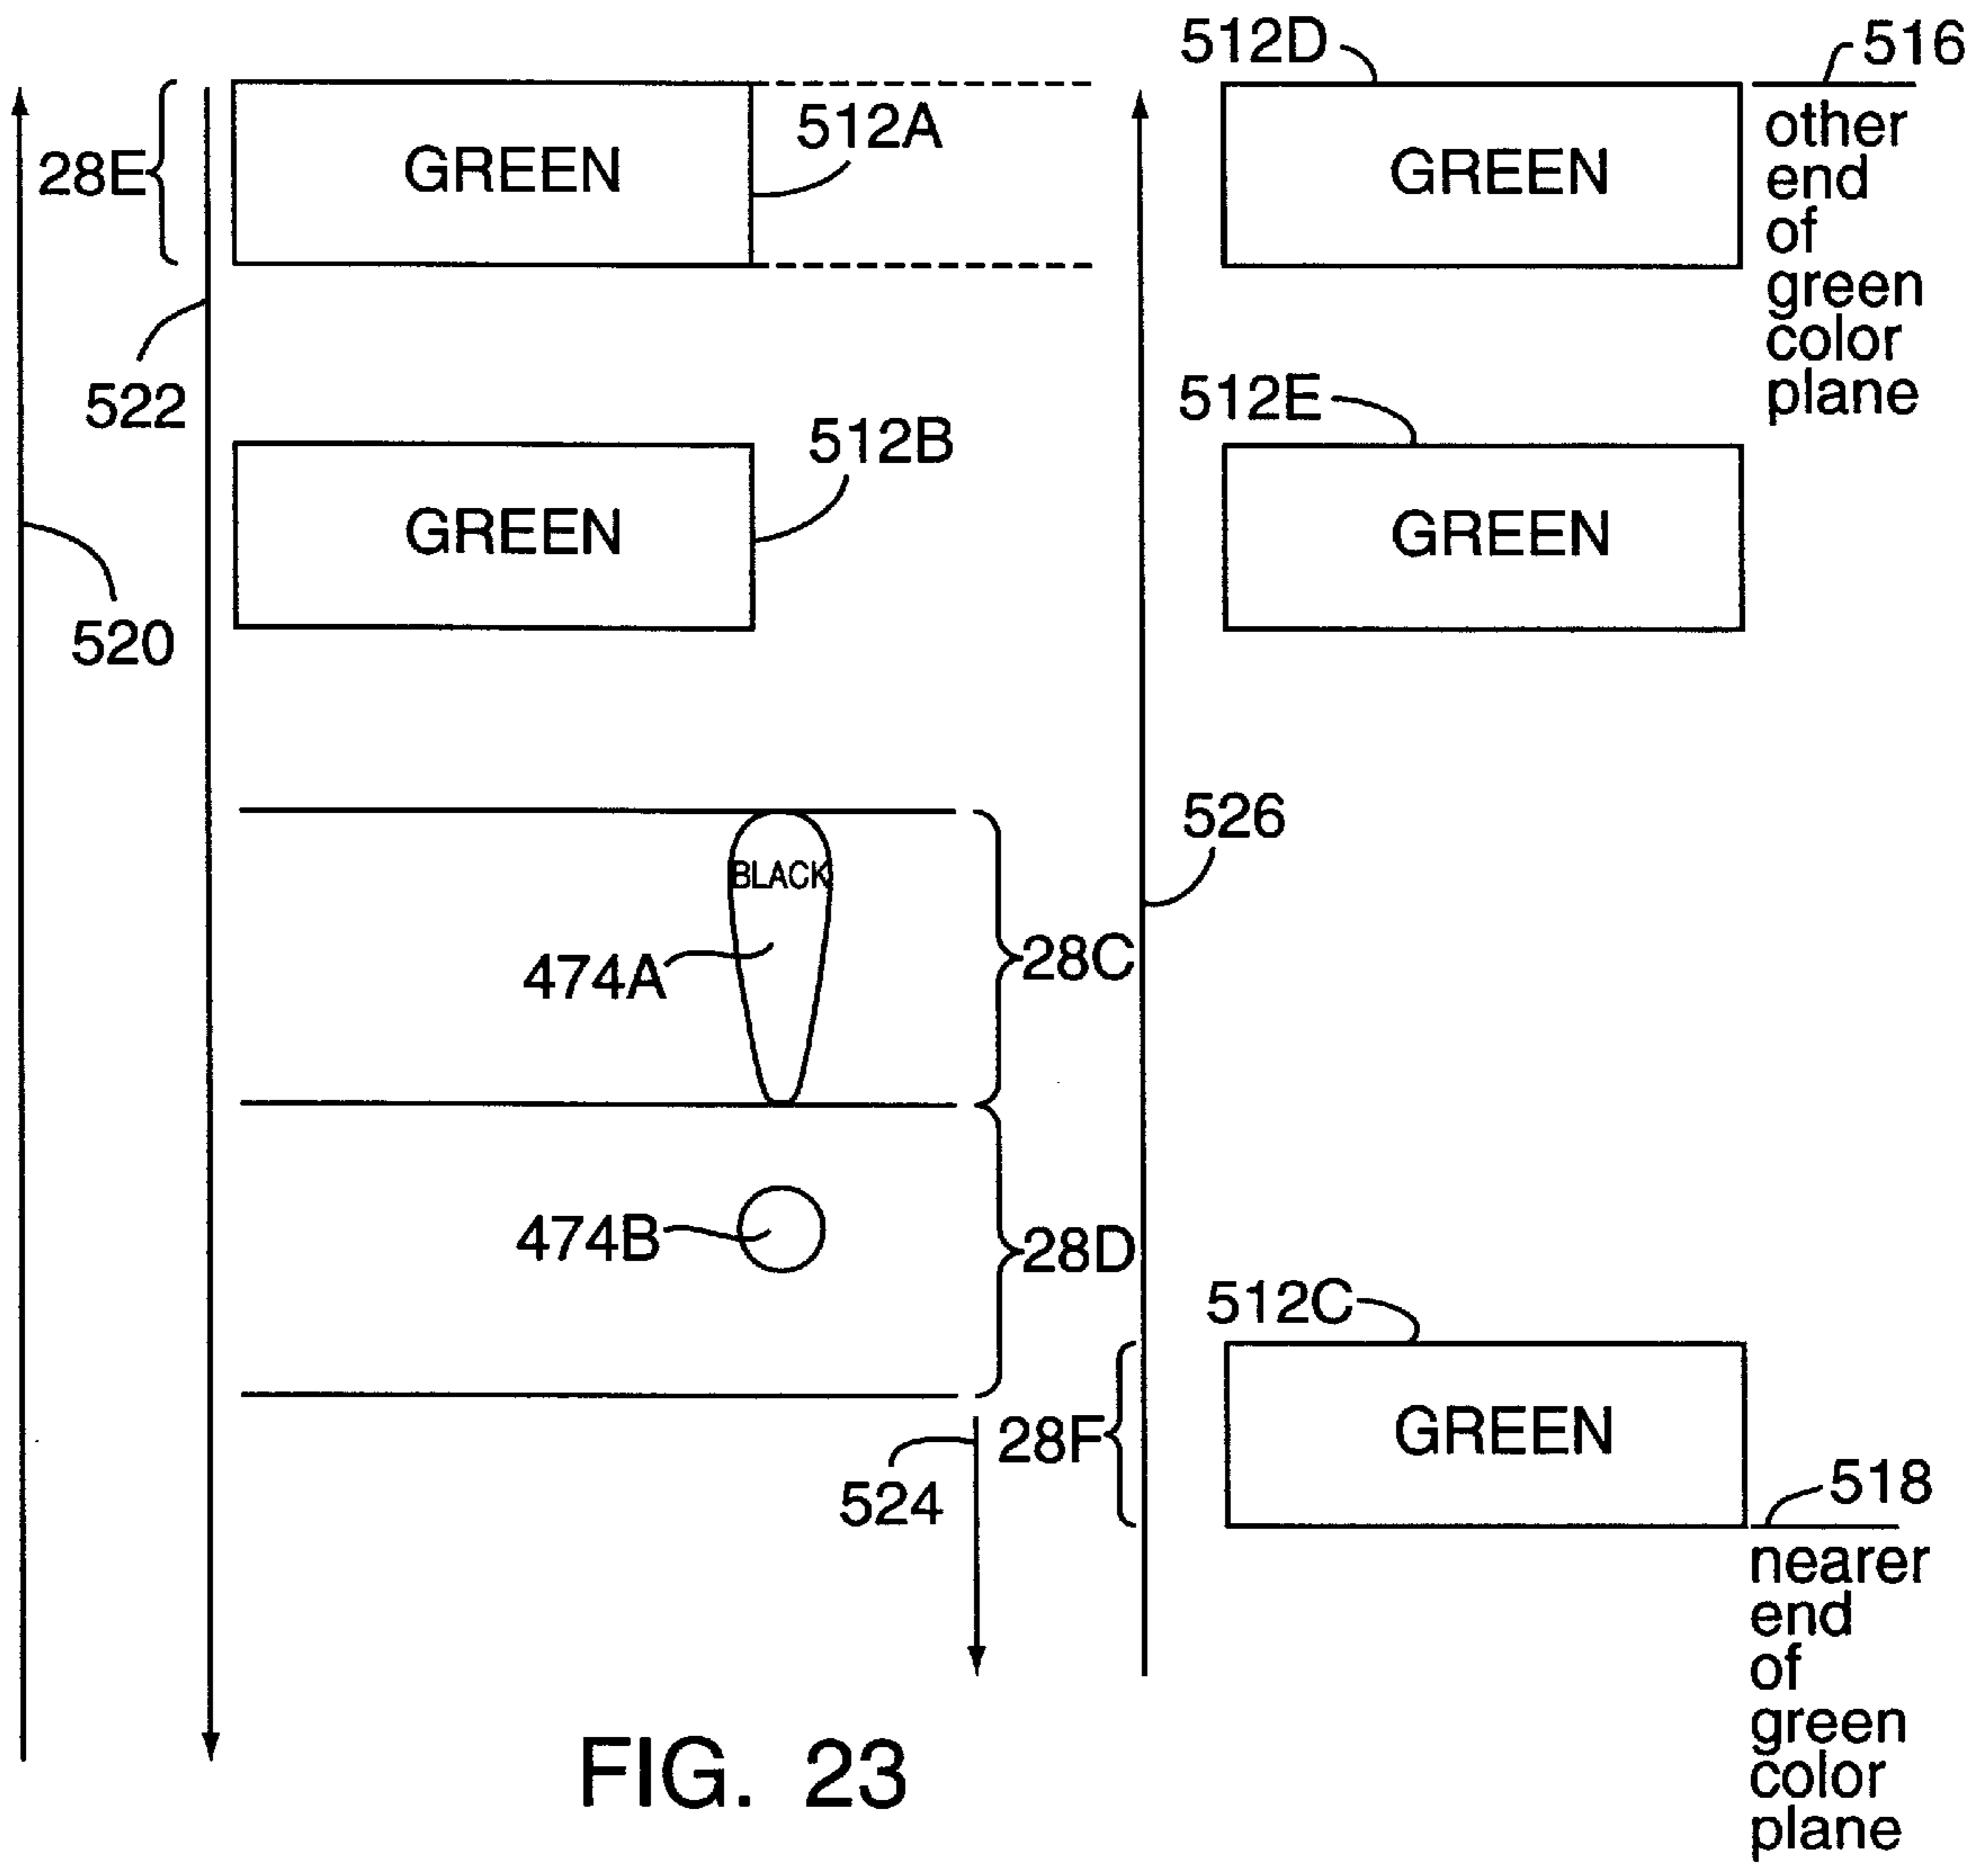 512D
516
28E
GREEN
512A
GREEN
other
end
of
green
color
plane
522
512B
512E
GREEN
GREEN
520
526
BLACK
474A
28C
474B
28D
512C
28F
GREEN
524
518
nearer
end
of
green
color
plane
FIG. 23